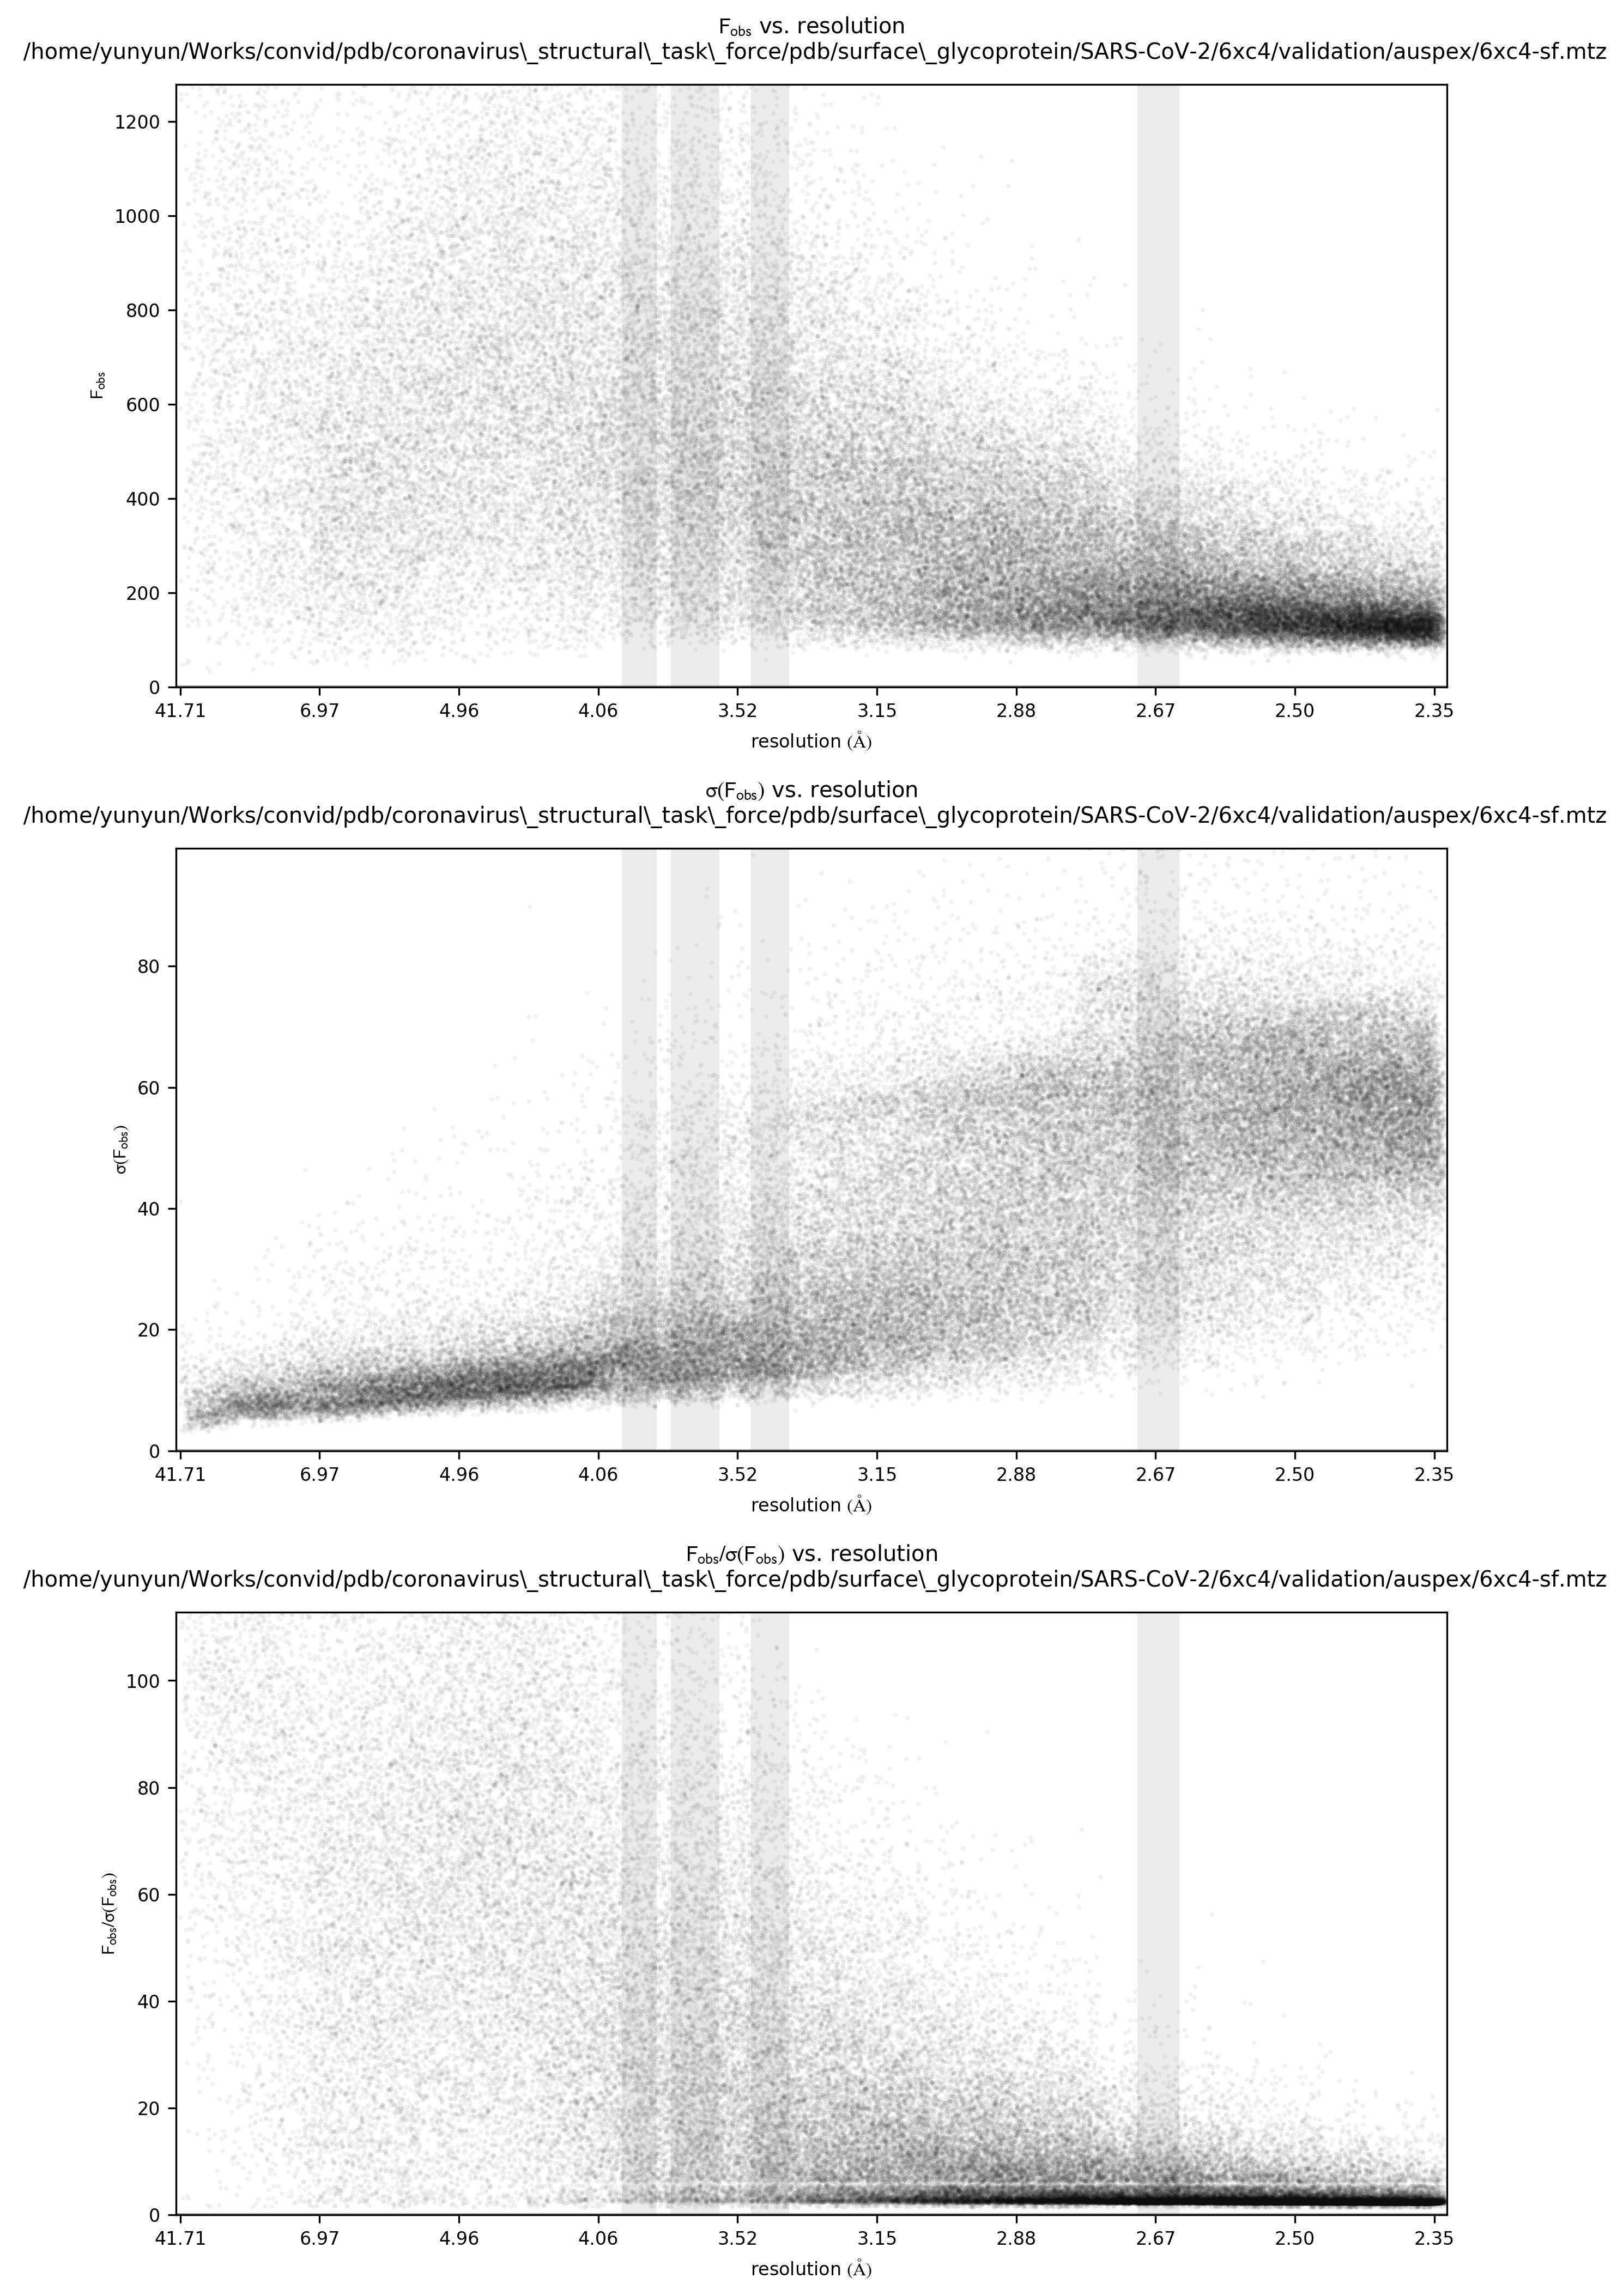 Fobs vs. resolution
/home/yunyun/Works/convid/pdb/coronavirus\_structural\_task\_force/pdb/surface\_glycoprotein/SARS-CoV-2/6xc4/validation/auspex/6xc4-sf.mtz
1200
1000
800
600
400
200
0
Fobs
41.71 6.97 4.96 4.06 3.52 3.15 2.88 2.67 2.50 2.35
resolution (Å)
σ(Fobs) vs. resolution
/home/yunyun/Works/convid/pdb/coronavirus\_structural\_task\_force/pdb/surface\_glycoprotein/SARS-CoV-2/6xc4/validation/auspex/6xc4-sf.mtz
80
60
40
20
0
σ(Fobs)
41.71 6.97 4.96 4.06 3.52 3.15 2.88 2.67 2.50 2.35
resolution (Å)
Fobs/σ(Fobs) vs. resolution
/home/yunyun/Works/convid/pdb/coronavirus\_structural\_task\_force/pdb/surface\_glycoprotein/SARS-CoV-2/6xc4/validation/auspex/6xc4-sf.mtz
100
80
60
40
20
0
Fobs/σ(Fobs)
41.71 6.97 4.96 4.06 3.52 3.15 2.88 2.67 2.50 2.35
resolution (Å)